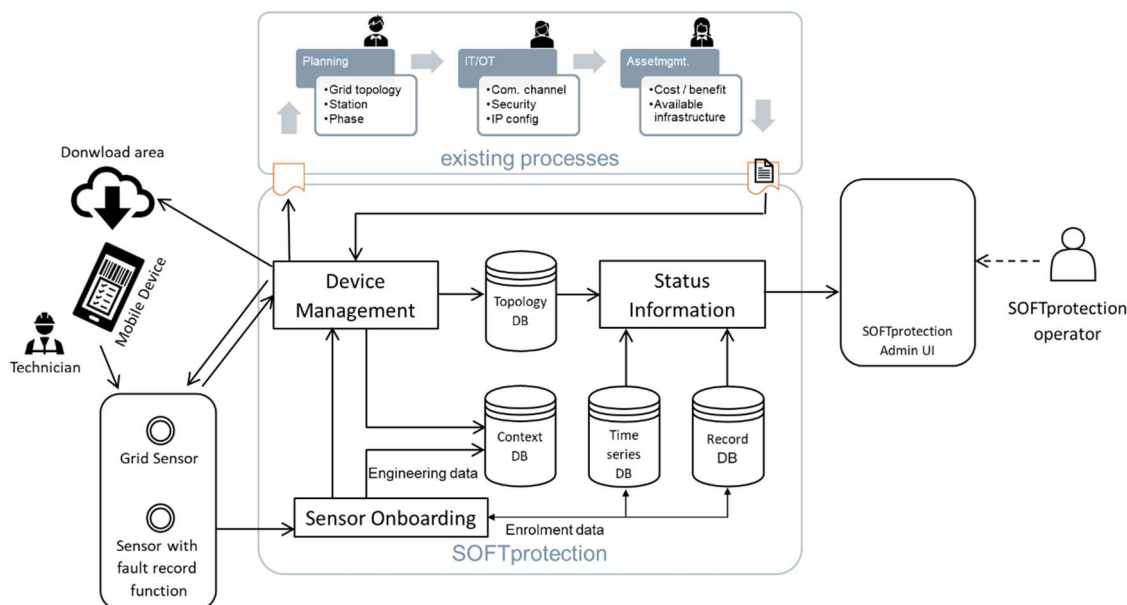 Planning
•Grid topology
•Station
•Phase
IT/OT
•Com. channel
•Security
•IP config
Assetmgmt.
•Cost / benefit
•Available
infrastructure
existing processes
Donwload area
Mobile Device
Technician
Grid Sensor
Sensor with
fault record
function
Device
Management
Topology
DB
Status
Information
Context
DB
Time
series
DB
Record
DB
Engineering data
Sensor Onboarding
Enrolment data
SOFTprotection
SOFTprotection
Admin UI
SOFTprotection
operator